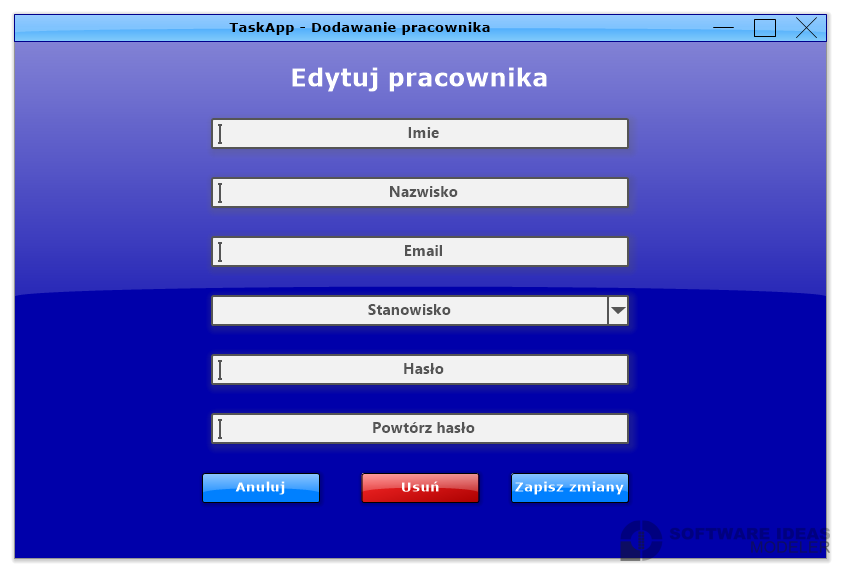 TaskApp - Dodawanie pracownika
Edytuj pracownika
Imie
Nazwisko
Email
Stanowisko
Hasło
Powtórz hasło
Anuluj
Usuń
Zapisz zmiany
SOFTWARE IDEAS
MODELER